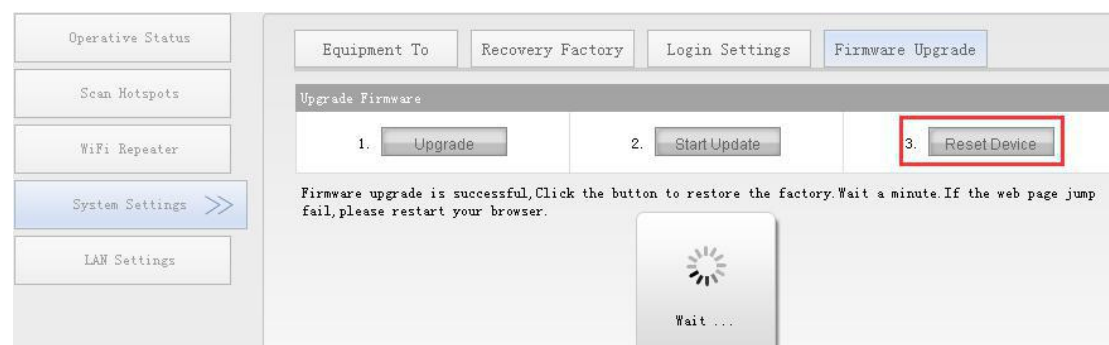 Operative Status
Scan Hotspots
WiFi Repeater
System Settings >>
LAN Settings
Equipment To
Recovery Factory
Login Settings
Firmware Upgrade
Upgrade Firmware
1. Upgrade
2. Start Update
3. Reset Device
Firmware upgrade is successful,Click the button to restore the factory.Wait a minute.If the web page jump
fail,please restart your browser.
Wait ...